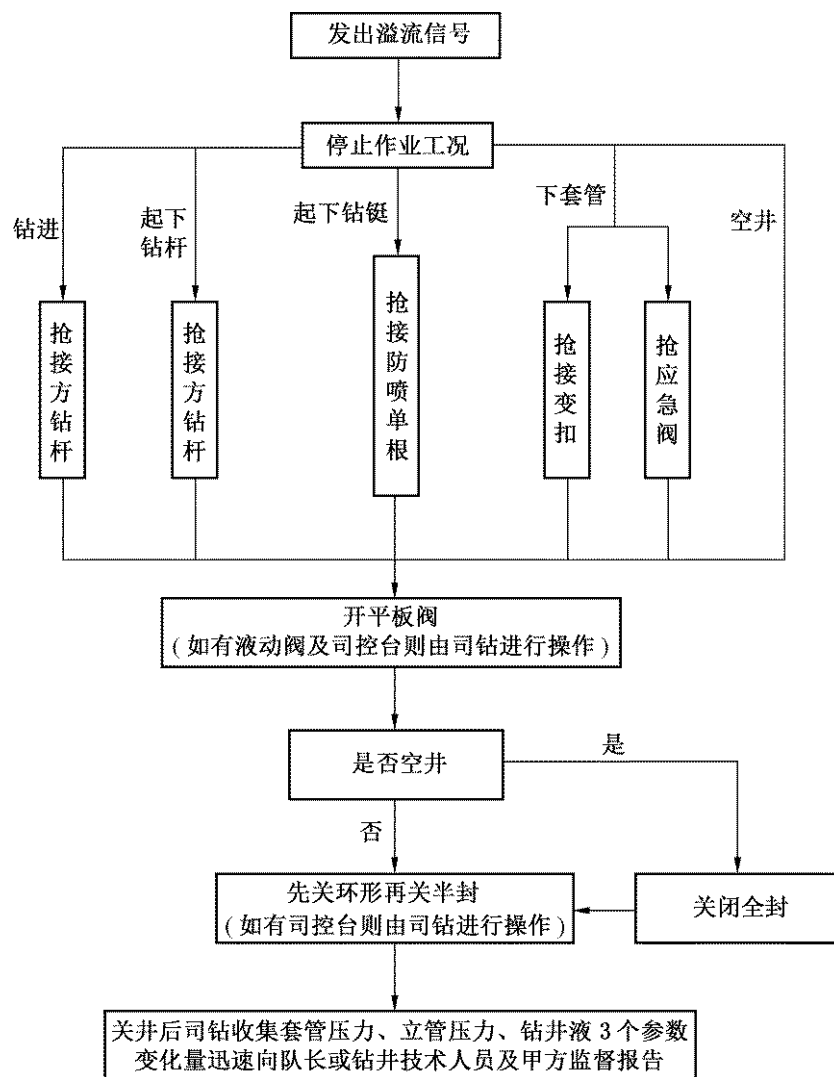 发出溢流信号
停止作业工况
钻进
起下
钻杆
起下钻铤
下套管
空井
抢接方钻杆
抢接方钻杆
抢接防喷单根
抢接变扣
抢应急阀
开平板阀
(如有液动阀及司控台则由司钻进行操作)
是否空井
是
否
先关环形再关半封
(如有司控台则由司钻进行操作)
关闭全封
关井后司钻收集套管压力、立管压力、钻井液3个参数
变化量迅速向队长或钻井技术人员及甲方监督报告